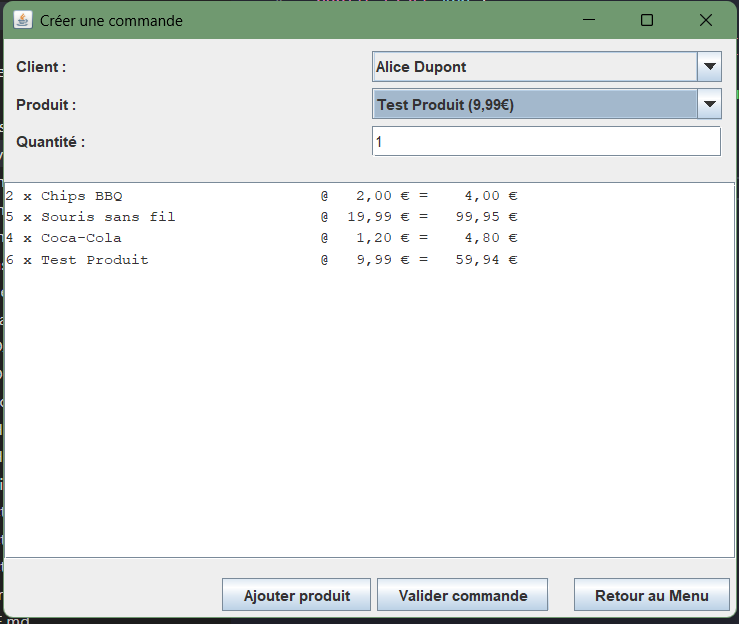 Créer une commande
Client :
Alice Dupont
Produit :
Test Produit (9,99€)
Quantité :
1
2 x Chips BBQ @ 2,00 € = 4,00 €
5 x Souris sans fil @ 19,99 € = 99,95 €
4 x Coca-Cola @ 1,20 € = 4,80 €
6 x Test Produit @ 9,99 € = 59,94 €
Ajouter produit
Valider commande
Retour au Menu